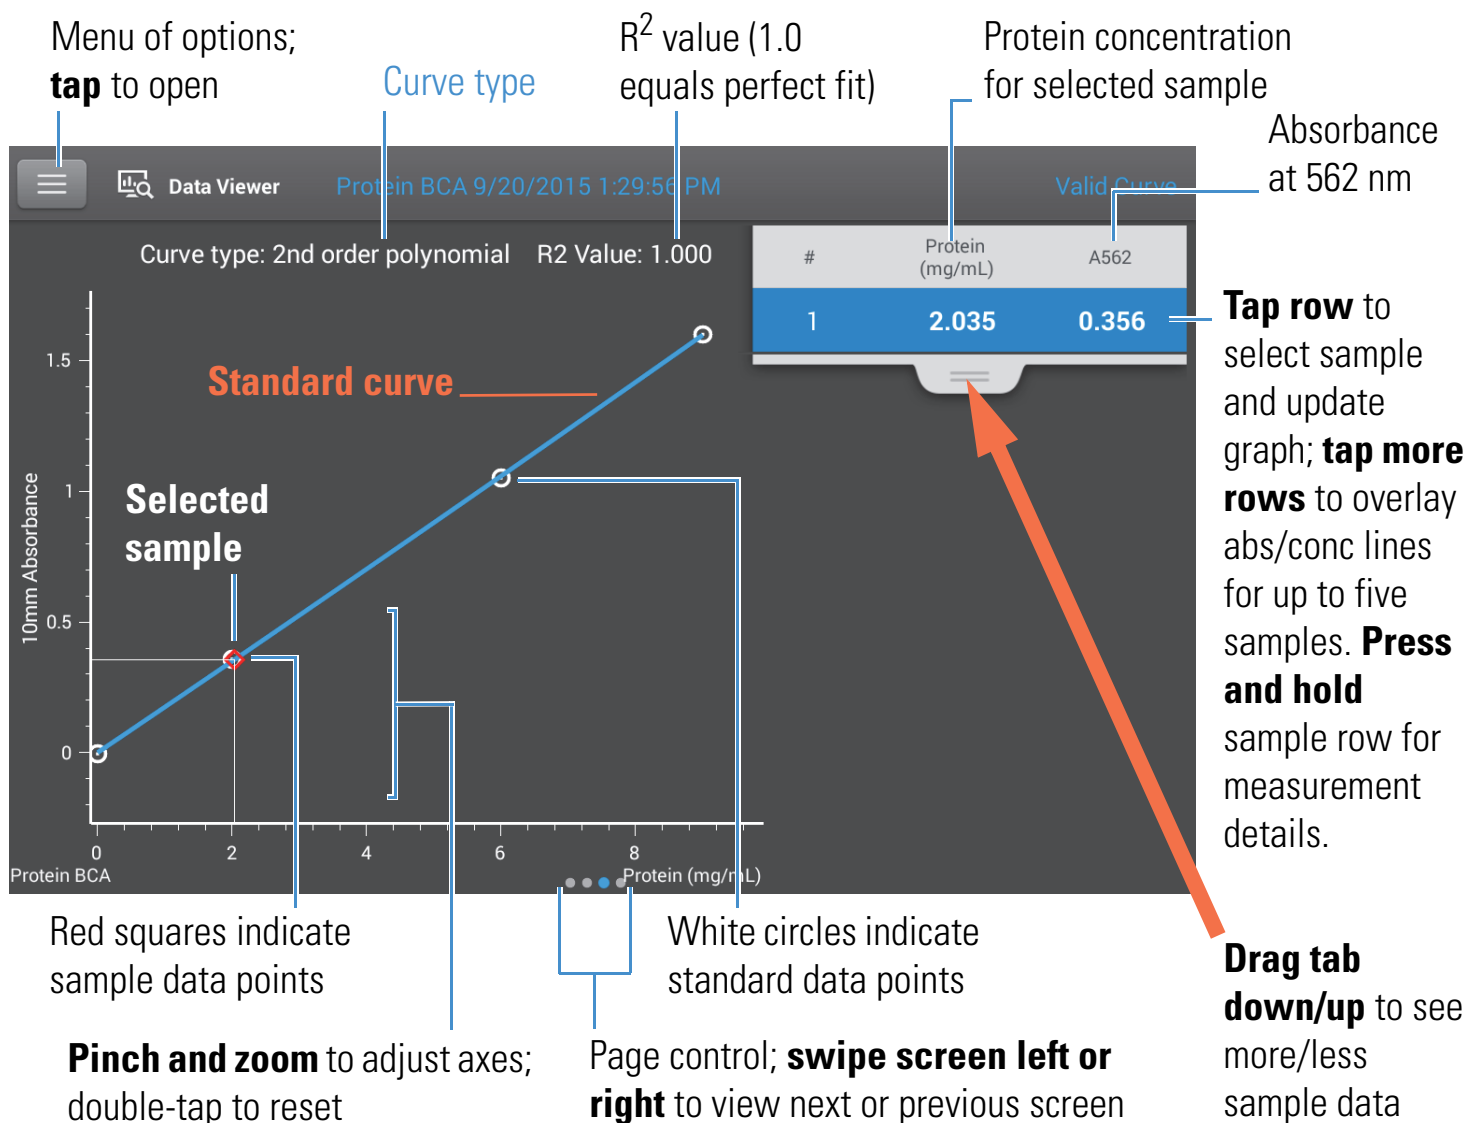 Menu of options;
tap to open
Curve type
R2 value (1.0
equals perfect fit)
Protein concentration
for selected sample
Absorbance
at 562 nm
Data Viewer
Protein BCA 9/20/2015 1:29:56 PM
Valid Curve
Curve type: 2nd order polynomial
R2 Value: 1.000
#
Protein
(mg/mL)
A562
1
2.035
0.356
Tap row to
select sample
and update
graph; tap more
rows to overlay
abs/conc lines
for up to five
samples. Press
and hold
sample row for
measurement
details.
Standard curve
Selected
sample
10mm Absorbance
1.5
1
0.5
0
0
2
4
6
8
Protein BCA
Protein (mg/mL)
Red squares indicate
sample data points
White circles indicate
standard data points
Pinch and zoom to adjust axes;
double-tap to reset
Page control; swipe screen left or
right to view next or previous screen
Drag tab
down/up to see
more/less
sample data